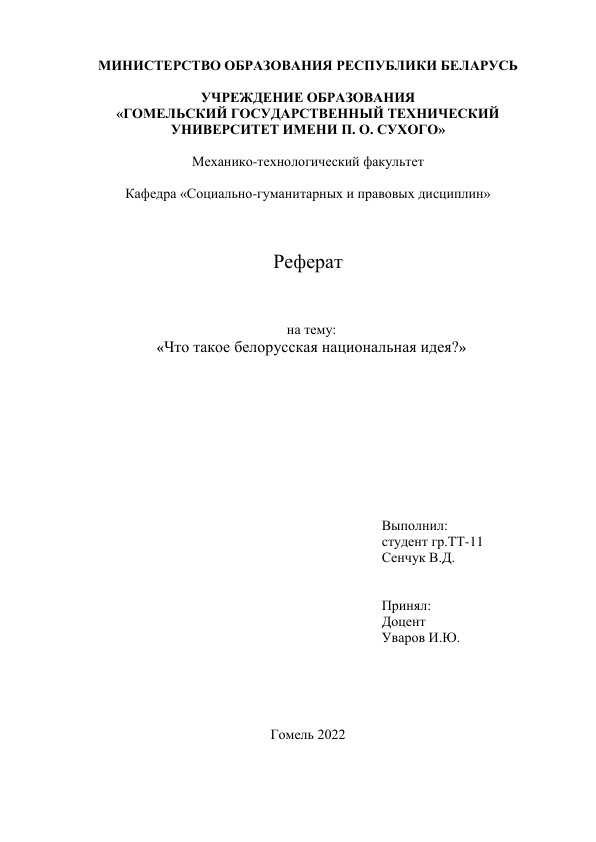 МИНИСТЕРСТВО ОБРАЗОВАНИЯ РЕСПУБЛИКИ БЕЛАРУСЬ
УЧРЕЖДЕНИЕ ОБРАЗОВАНИЯ
«ГОМЕЛЬСКИЙ ГОСУДАРСТВЕННЫЙ ТЕХНИЧЕСКИЙ
УНИВЕРСИТЕТ ИМЕНИ П. О. СУХОГО»
Механико-технологический факультет
Кафедра «Социально-гуманитарных и правовых дисциплин»
Реферат
на тему:
«Что такое белорусская национальная идея?»
Выполнил:
студент гр.ТТ-11
Сенчук В.Д.
Принял:
Доцент
Уваров И.Ю.
Гомель 2022